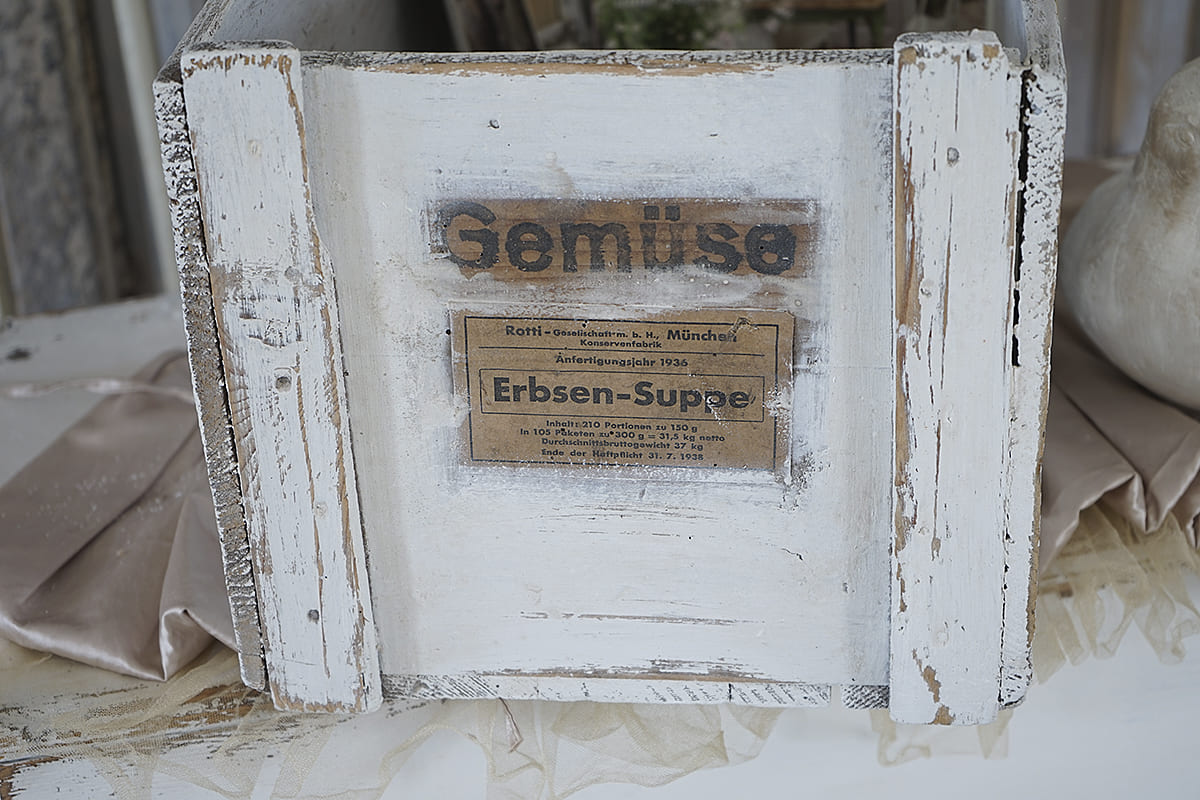 Gemüse
Rotti-Gesellschaft m. b. H., München
Konservenfabrik
Anfertigungsjahr 1936
Erbsen-Suppe
Inhalt: 210 Portionen zu 150 g
In 105 Paketen zu 300 g = 31,5 kg netto
Durchschnittsbruttogewicht 37 kg
Ende der Haftpflicht 31. 7. 1938